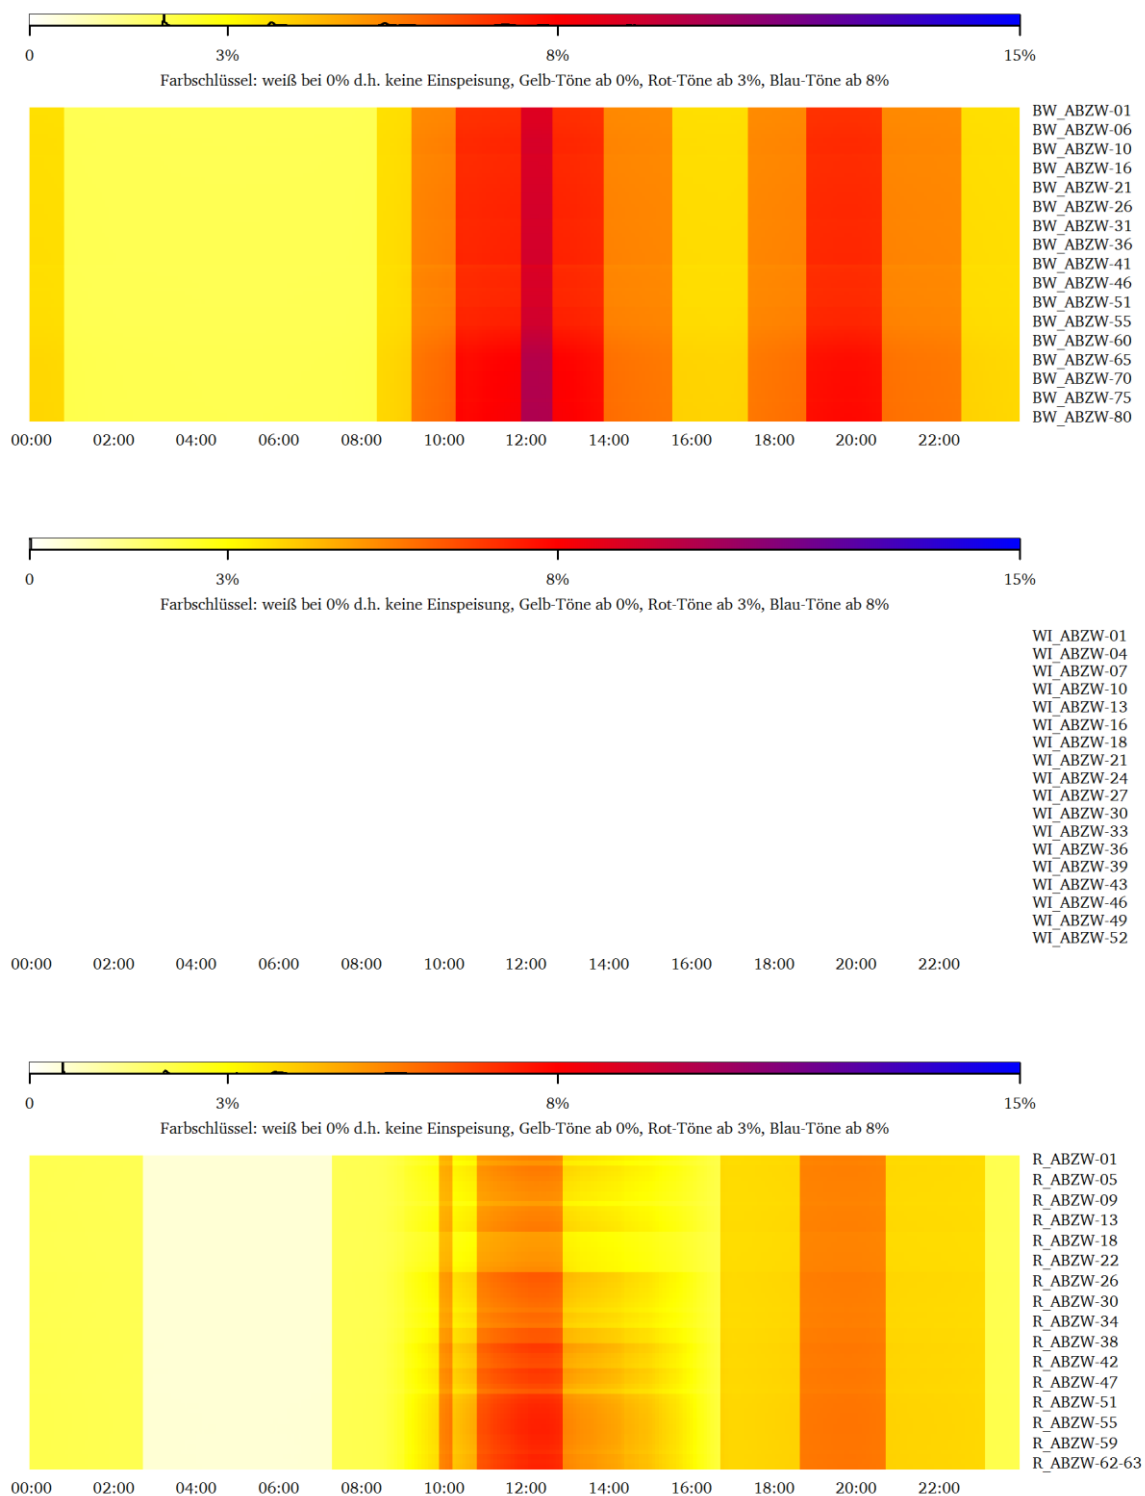 0 3% 8% 15%
Farbschlüssel: weiß bei 0% d.h. keine Einspeisung, Gelb-Töne ab 0%, Rot-Töne ab 3%, Blau-Töne ab 8%
BW_ABZW-01
BW_ABZW-06
BW_ABZW-10
BW_ABZW-16
BW_ABZW-21
BW_ABZW-26
BW_ABZW-31
BW_ABZW-36
BW_ABZW-41
BW_ABZW-46
BW_ABZW-51
BW_ABZW-55
BW_ABZW-60
BW_ABZW-65
BW_ABZW-70
BW_ABZW-75
BW_ABZW-80
00:00 02:00 04:00 06:00 08:00 10:00 12:00 14:00 16:00 18:00 20:00 22:00
0 3% 8% 15%
Farbschlüssel: weiß bei 0% d.h. keine Einspeisung, Gelb-Töne ab 0%, Rot-Töne ab 3%, Blau-Töne ab 8%
WI_ABZW-01
WI_ABZW-04
WI_ABZW-07
WI_ABZW-10
WI_ABZW-13
WI_ABZW-16
WI_ABZW-18
WI_ABZW-21
WI_ABZW-24
WI_ABZW-27
WI_ABZW-30
WI_ABZW-33
WI_ABZW-36
WI_ABZW-39
WI_ABZW-43
WI_ABZW-46
WI_ABZW-49
WI_ABZW-52
00:00 02:00 04:00 06:00 08:00 10:00 12:00 14:00 16:00 18:00 20:00 22:00
0 3% 8% 15%
Farbschlüssel: weiß bei 0% d.h. keine Einspeisung, Gelb-Töne ab 0%, Rot-Töne ab 3%, Blau-Töne ab 8%
R_ABZW-01
R_ABZW-05
R_ABZW-09
R_ABZW-13
R_ABZW-18
R_ABZW-22
R_ABZW-26
R_ABZW-30
R_ABZW-34
R_ABZW-38
R_ABZW-42
R_ABZW-47
R_ABZW-51
R_ABZW-55
R_ABZW-59
R_ABZW-62-63
00:00 02:00 04:00 06:00 08:00 10:00 12:00 14:00 16:00 18:00 20:00 22:00